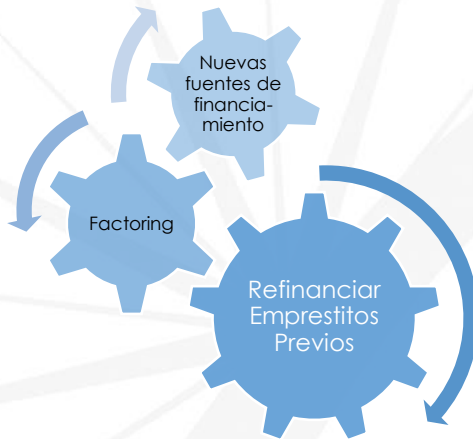 Nuevas
fuentes de
financia-
miento
Factoring
Refinanciar
Emprestitos
Previos